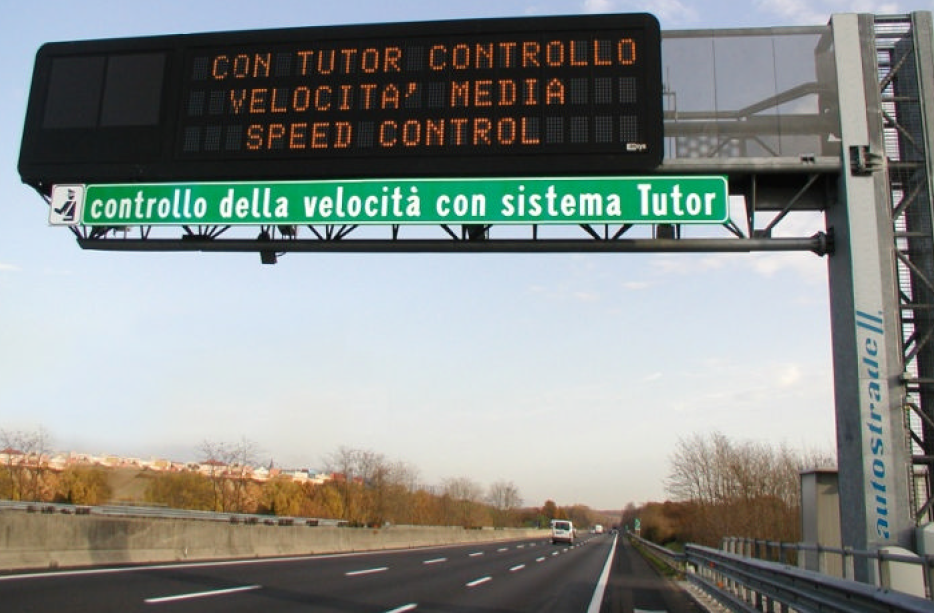 CON TUTOR CONTROLLO
VELOCITA' MEDIA
SPEED CONTROL
controllo della velocità con sistema Tutor
autostrade